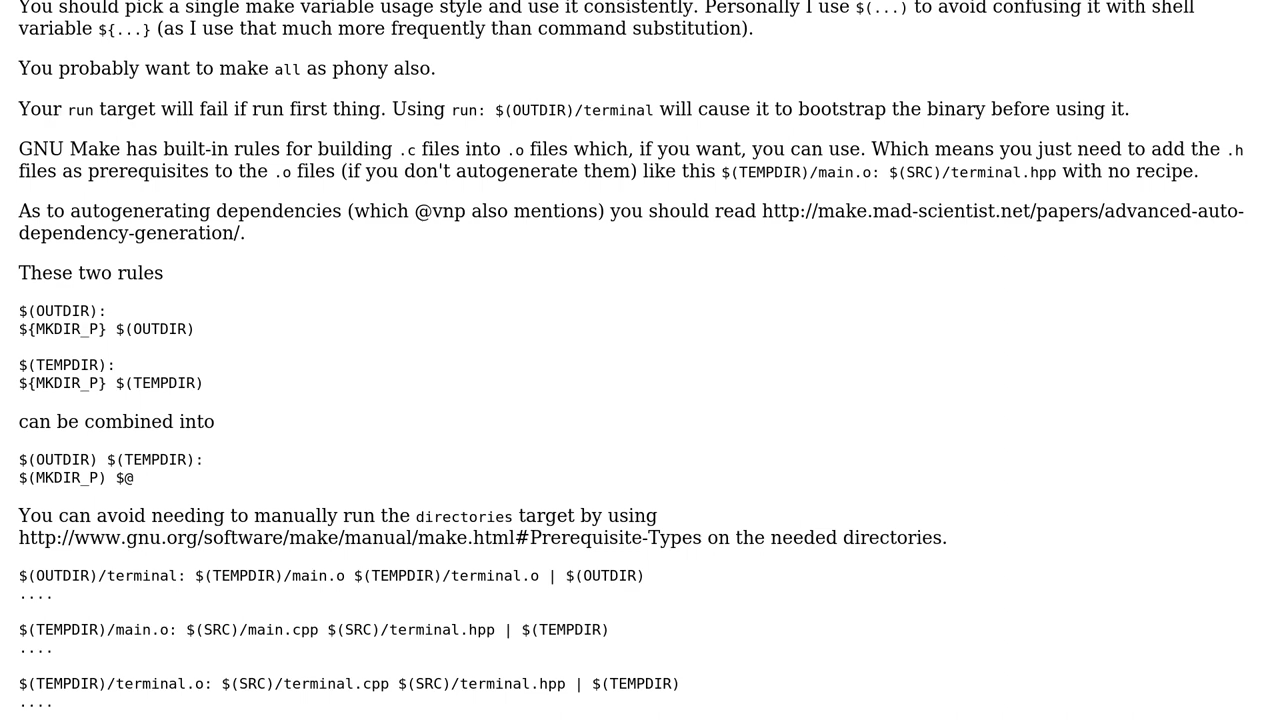 You should pick a single make variable usage style and use it consistently. Personally I use $(...) to avoid confusing it with shell
variable ${...} (as I use that much more frequently than command substitution).
You probably want to make all as phony also.
Your run target will fail if run first thing. Using run: $(OUTDIR)/terminal will cause it to bootstrap the binary before using it.
GNU Make has built-in rules for building .c files into .o files which, if you want, you can use. Which means you just need to add the .h
files as prerequisites to the .o files (if you don't autogenerate them) like this $(TEMPDIR)/main.o: $(SRC)/terminal.hpp with no recipe.
As to autogenerating dependencies (which @vnp also mentions) you should read http://make.mad-scientist.net/papers/advanced-auto-
dependency-generation/.
These two rules
$(OUTDIR):
${MKDIR_P} $(OUTDIR)
$(TEMPDIR):
${MKDIR_P} $(TEMPDIR)
can be combined into
$(OUTDIR) $(TEMPDIR):
$(MKDIR_P) $@
You can avoid needing to manually run the directories target by using
http://www.gnu.org/software/make/manual/make.html#Prerequisite-Types on the needed directories.
$(OUTDIR)/terminal: $(TEMPDIR)/main.o $(TEMPDIR)/terminal.o | $(OUTDIR)
....
$(TEMPDIR)/main.o: $(SRC)/main.cpp $(SRC)/terminal.hpp | $(TEMPDIR)
....
$(TEMPDIR)/terminal.o: $(SRC)/terminal.cpp $(SRC)/terminal.hpp | $(TEMPDIR)
....